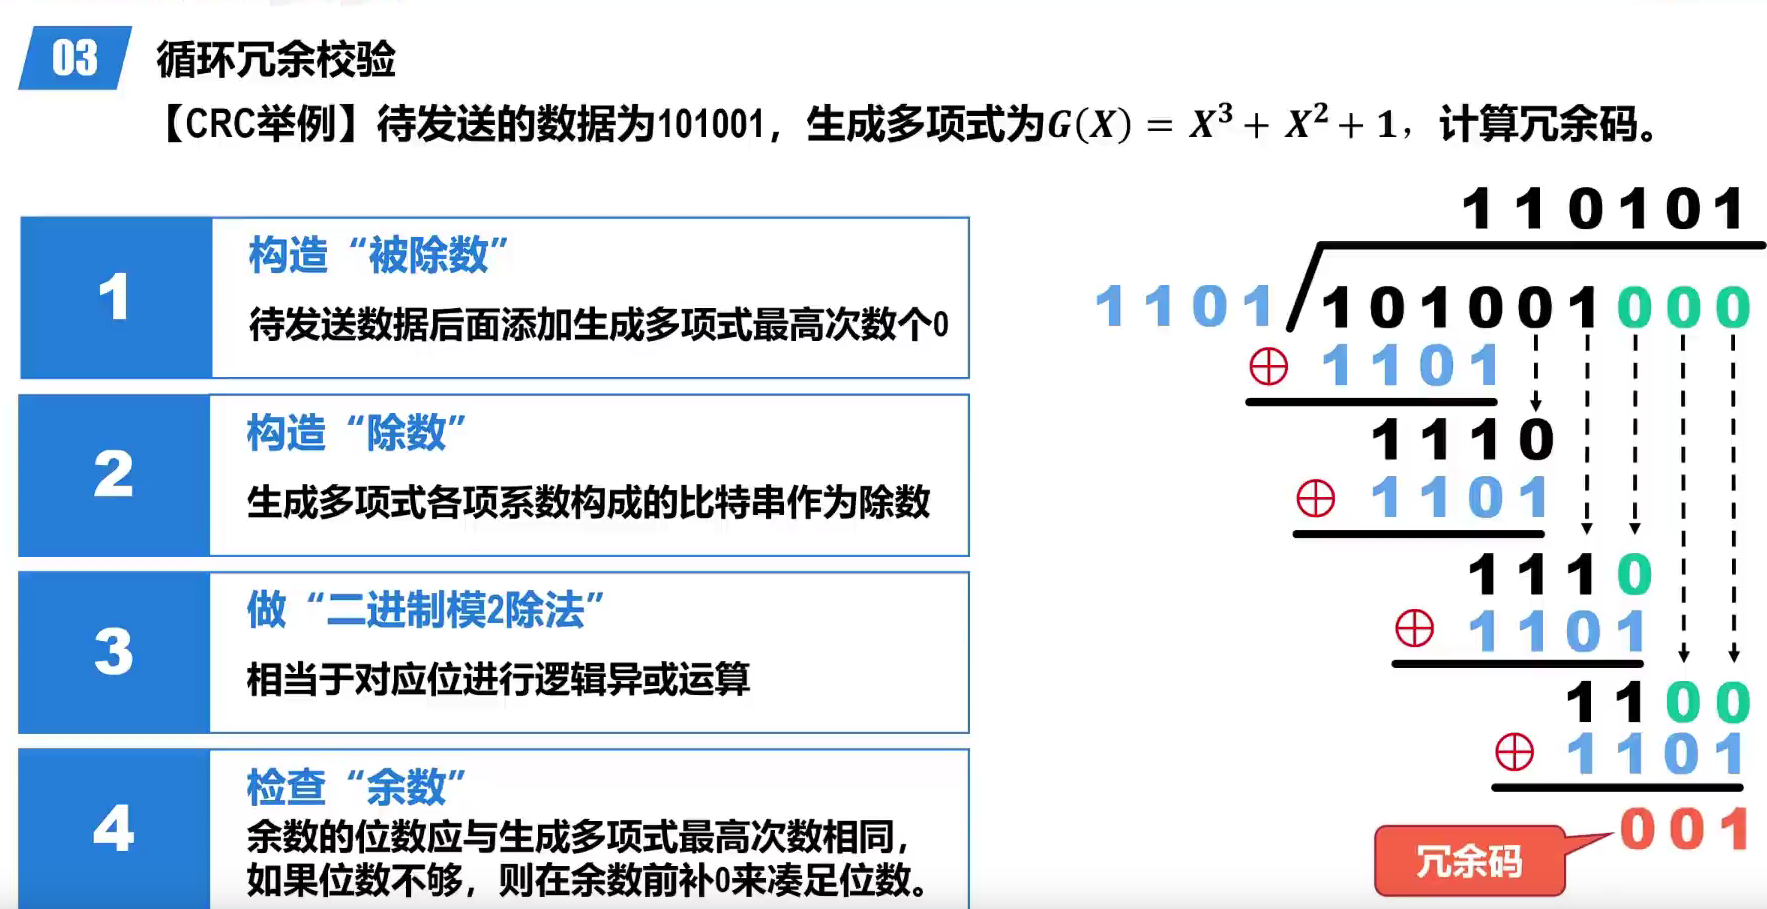 03 循环冗余校验
【CRC举例】待发送的数据为101001，生成多项式为G(X) = X³ + X² + 1，计算冗余码。
1
构造“被除数”
待发送数据后面添加生成多项式最高次数个0
2
构造“除数”
生成多项式各项系数构成的比特串作为除数
3
做“二进制模2除法”
相当于对应位进行逻辑异或运算
4
检查“余数”
余数的位数应与生成多项式最高次数相同，
如果位数不够，则在余数前补0来凑足位数。
110101
1101 101001000
⊕ 1101
1110
⊕ 1101
1110
⊕ 1101
1100
⊕ 1101
001
冗余码